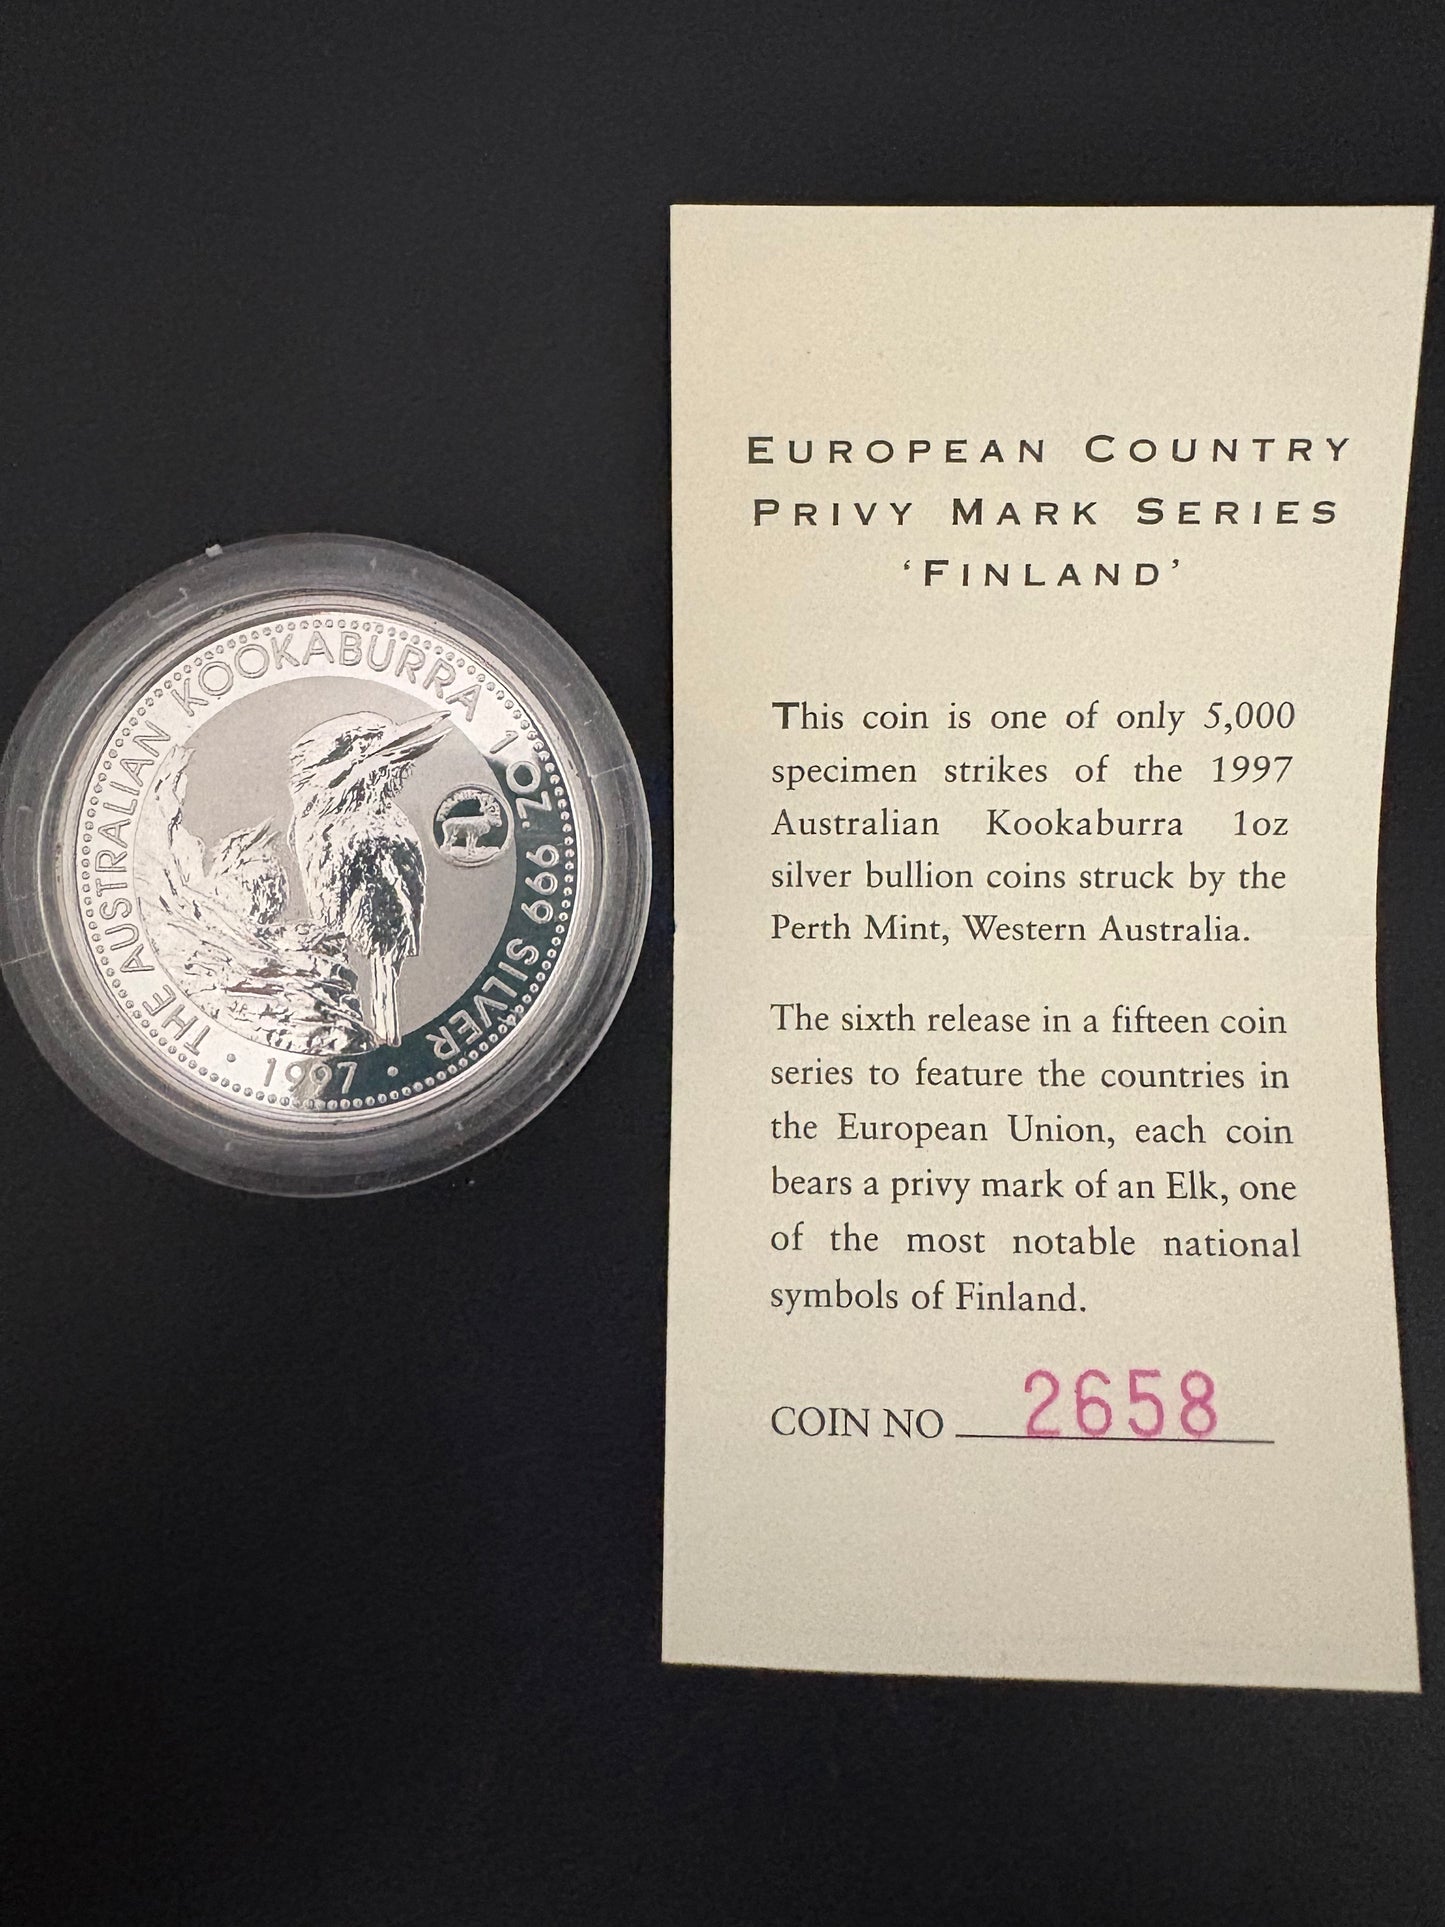 THE AUSTRALIAN KOOKABURRA 1 OZ. 999 SILVER
• 1997 •
EUROPEAN COUNTRY
PRIVY MARK SERIES
‘FINLAND’
This coin is one of only 5,000
specimen strikes of the 1997
Australian Kookaburra 1oz
silver bullion coins struck by the
Perth Mint, Western Australia.
The sixth release in a fifteen coin
series to feature the countries in
the European Union, each coin
bears a privy mark of an Elk, one
of the most notable national
symbols of Finland.
COIN NO 2658